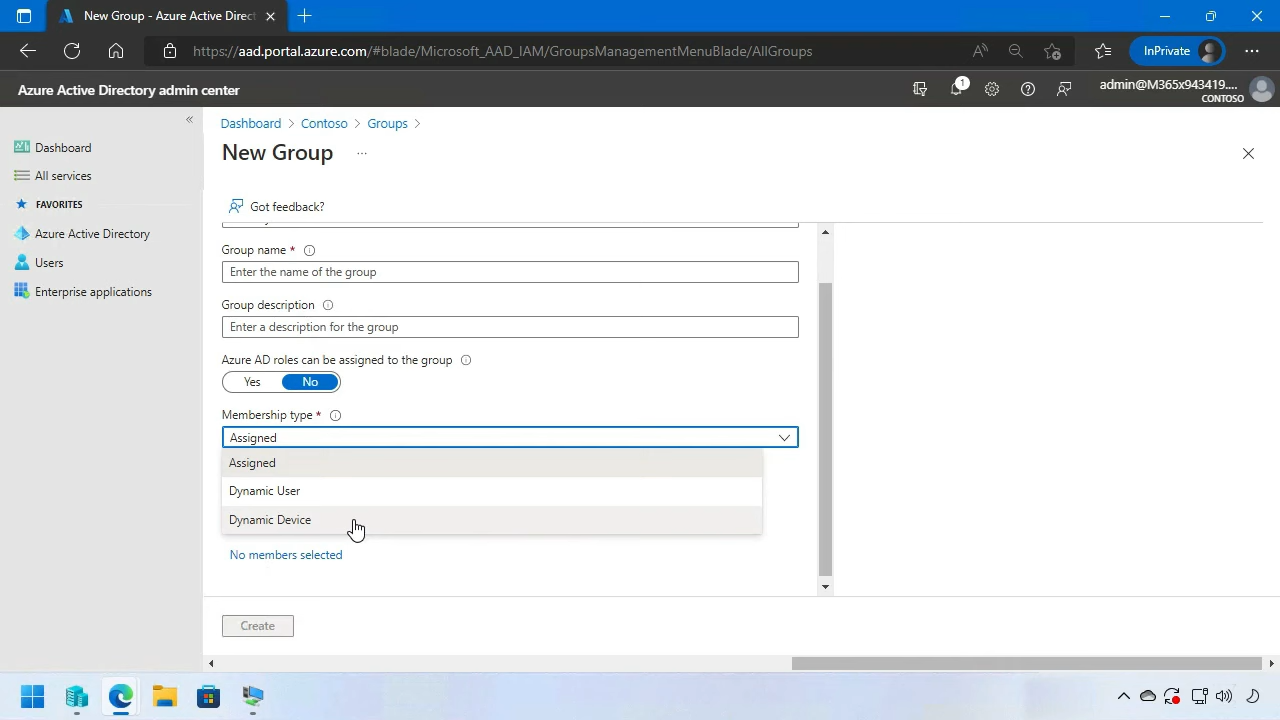 New Group - Azure Active Direct
https://aad.portal.azure.com/#blade/Microsoft_AAD_IAM/GroupsManagementMenuBlade/AllGroups
InPrivate
Azure Active Directory admin center
1
admin@M365x943419....
CONTOSO
Dashboard
All services
FAVORITES
Azure Active Directory
Users
Enterprise applications
Dashboard > Contoso > Groups >
New Group ...
Got feedback?
Group name *
Enter the name of the group
Group description
Enter a description for the group
Azure AD roles can be assigned to the group
Yes No
Membership type *
Assigned
Assigned
Dynamic User
Dynamic Device
No members selected
Create